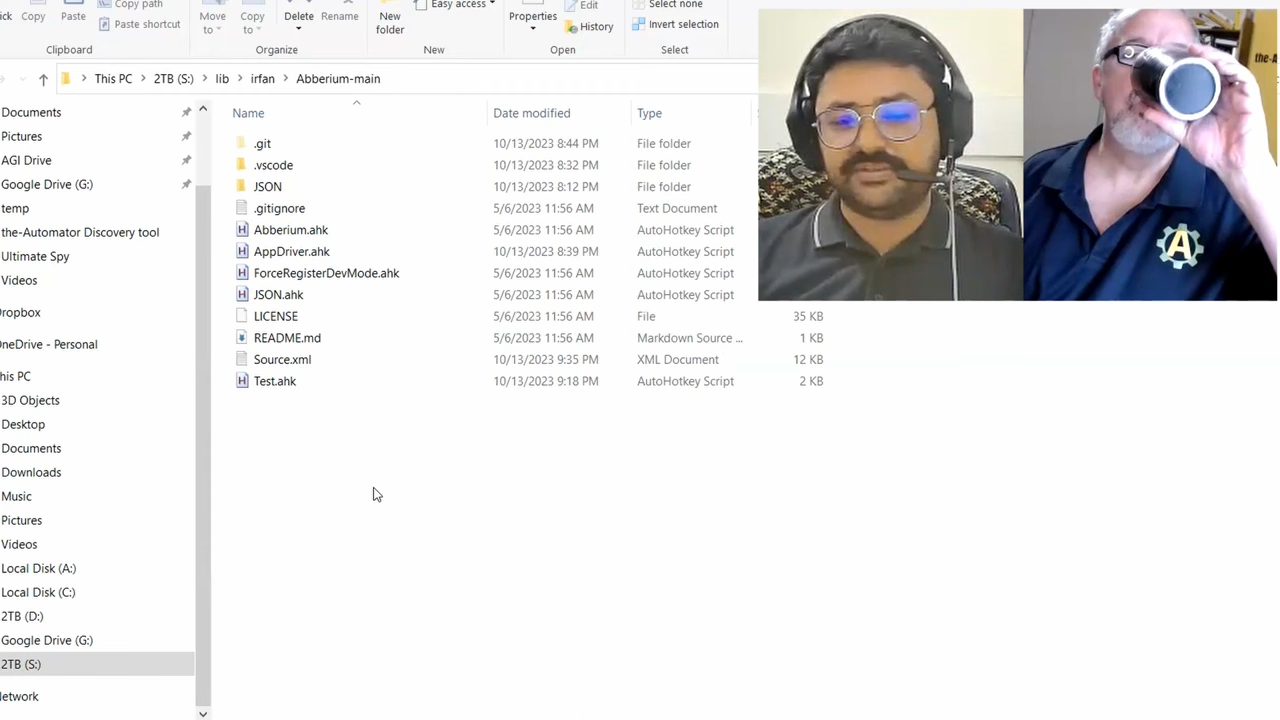 ick Copy Paste Copy path Paste shortcut Move to Copy to Delete Rename New folder Easy access Properties Edit History Select none Invert selection
Clipboard Organize New Open Select
This PC > 2TB (S:) > lib > irfan > Abberium-main
Name Date modified Type
Documents
Pictures
AGI Drive
Google Drive (G:)
temp
the-Automator Discovery tool
Ultimate Spy
Videos
ropbox
neDrive - Personal
his PC
3D Objects
Desktop
Documents
Downloads
Music
Pictures
Videos
Local Disk (A:)
Local Disk (C:)
2TB (D:)
Google Drive (G:)
2TB (S:)
etwork
.git 10/13/2023 8:44 PM File folder
.vscode 10/13/2023 8:32 PM File folder
JSON 10/13/2023 8:12 PM File folder
.gitignore 5/6/2023 11:56 AM Text Document
Abberium.ahk 5/6/2023 11:56 AM AutoHotkey Script
AppDriver.ahk 10/13/2023 8:39 PM AutoHotkey Script
ForceRegisterDevMode.ahk 5/6/2023 11:56 AM AutoHotkey Script
JSON.ahk 5/6/2023 11:56 AM AutoHotkey Script
LICENSE 5/6/2023 11:56 AM File 35 KB
README.md 5/6/2023 11:56 AM Markdown Source ... 1 KB
Source.xml 10/13/2023 9:35 PM XML Document 12 KB
Test.ahk 10/13/2023 9:18 PM AutoHotkey Script 2 KB
the-A
A